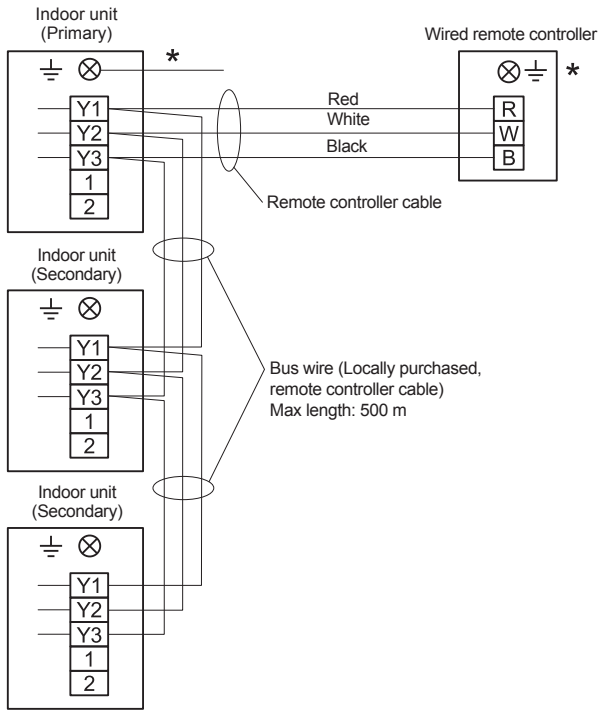 Indoor unit
(Primary)
Wired remote controller
*
*
Y1
Y2
Y3
1
2
Red
White
Black
R
W
B
Remote controller cable
Indoor unit
(Secondary)
Y1
Y2
Y3
1
2
Bus wire (Locally purchased,
remote controller cable)
Max length: 500 m
Indoor unit
(Secondary)
Y1
Y2
Y3
1
2